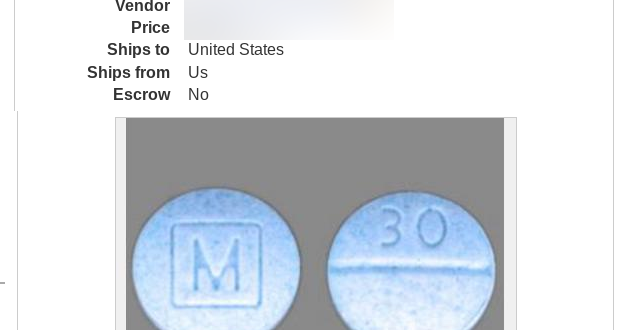 Vendor
Price
Ships to United States
Ships from Us
Escrow No
M
30